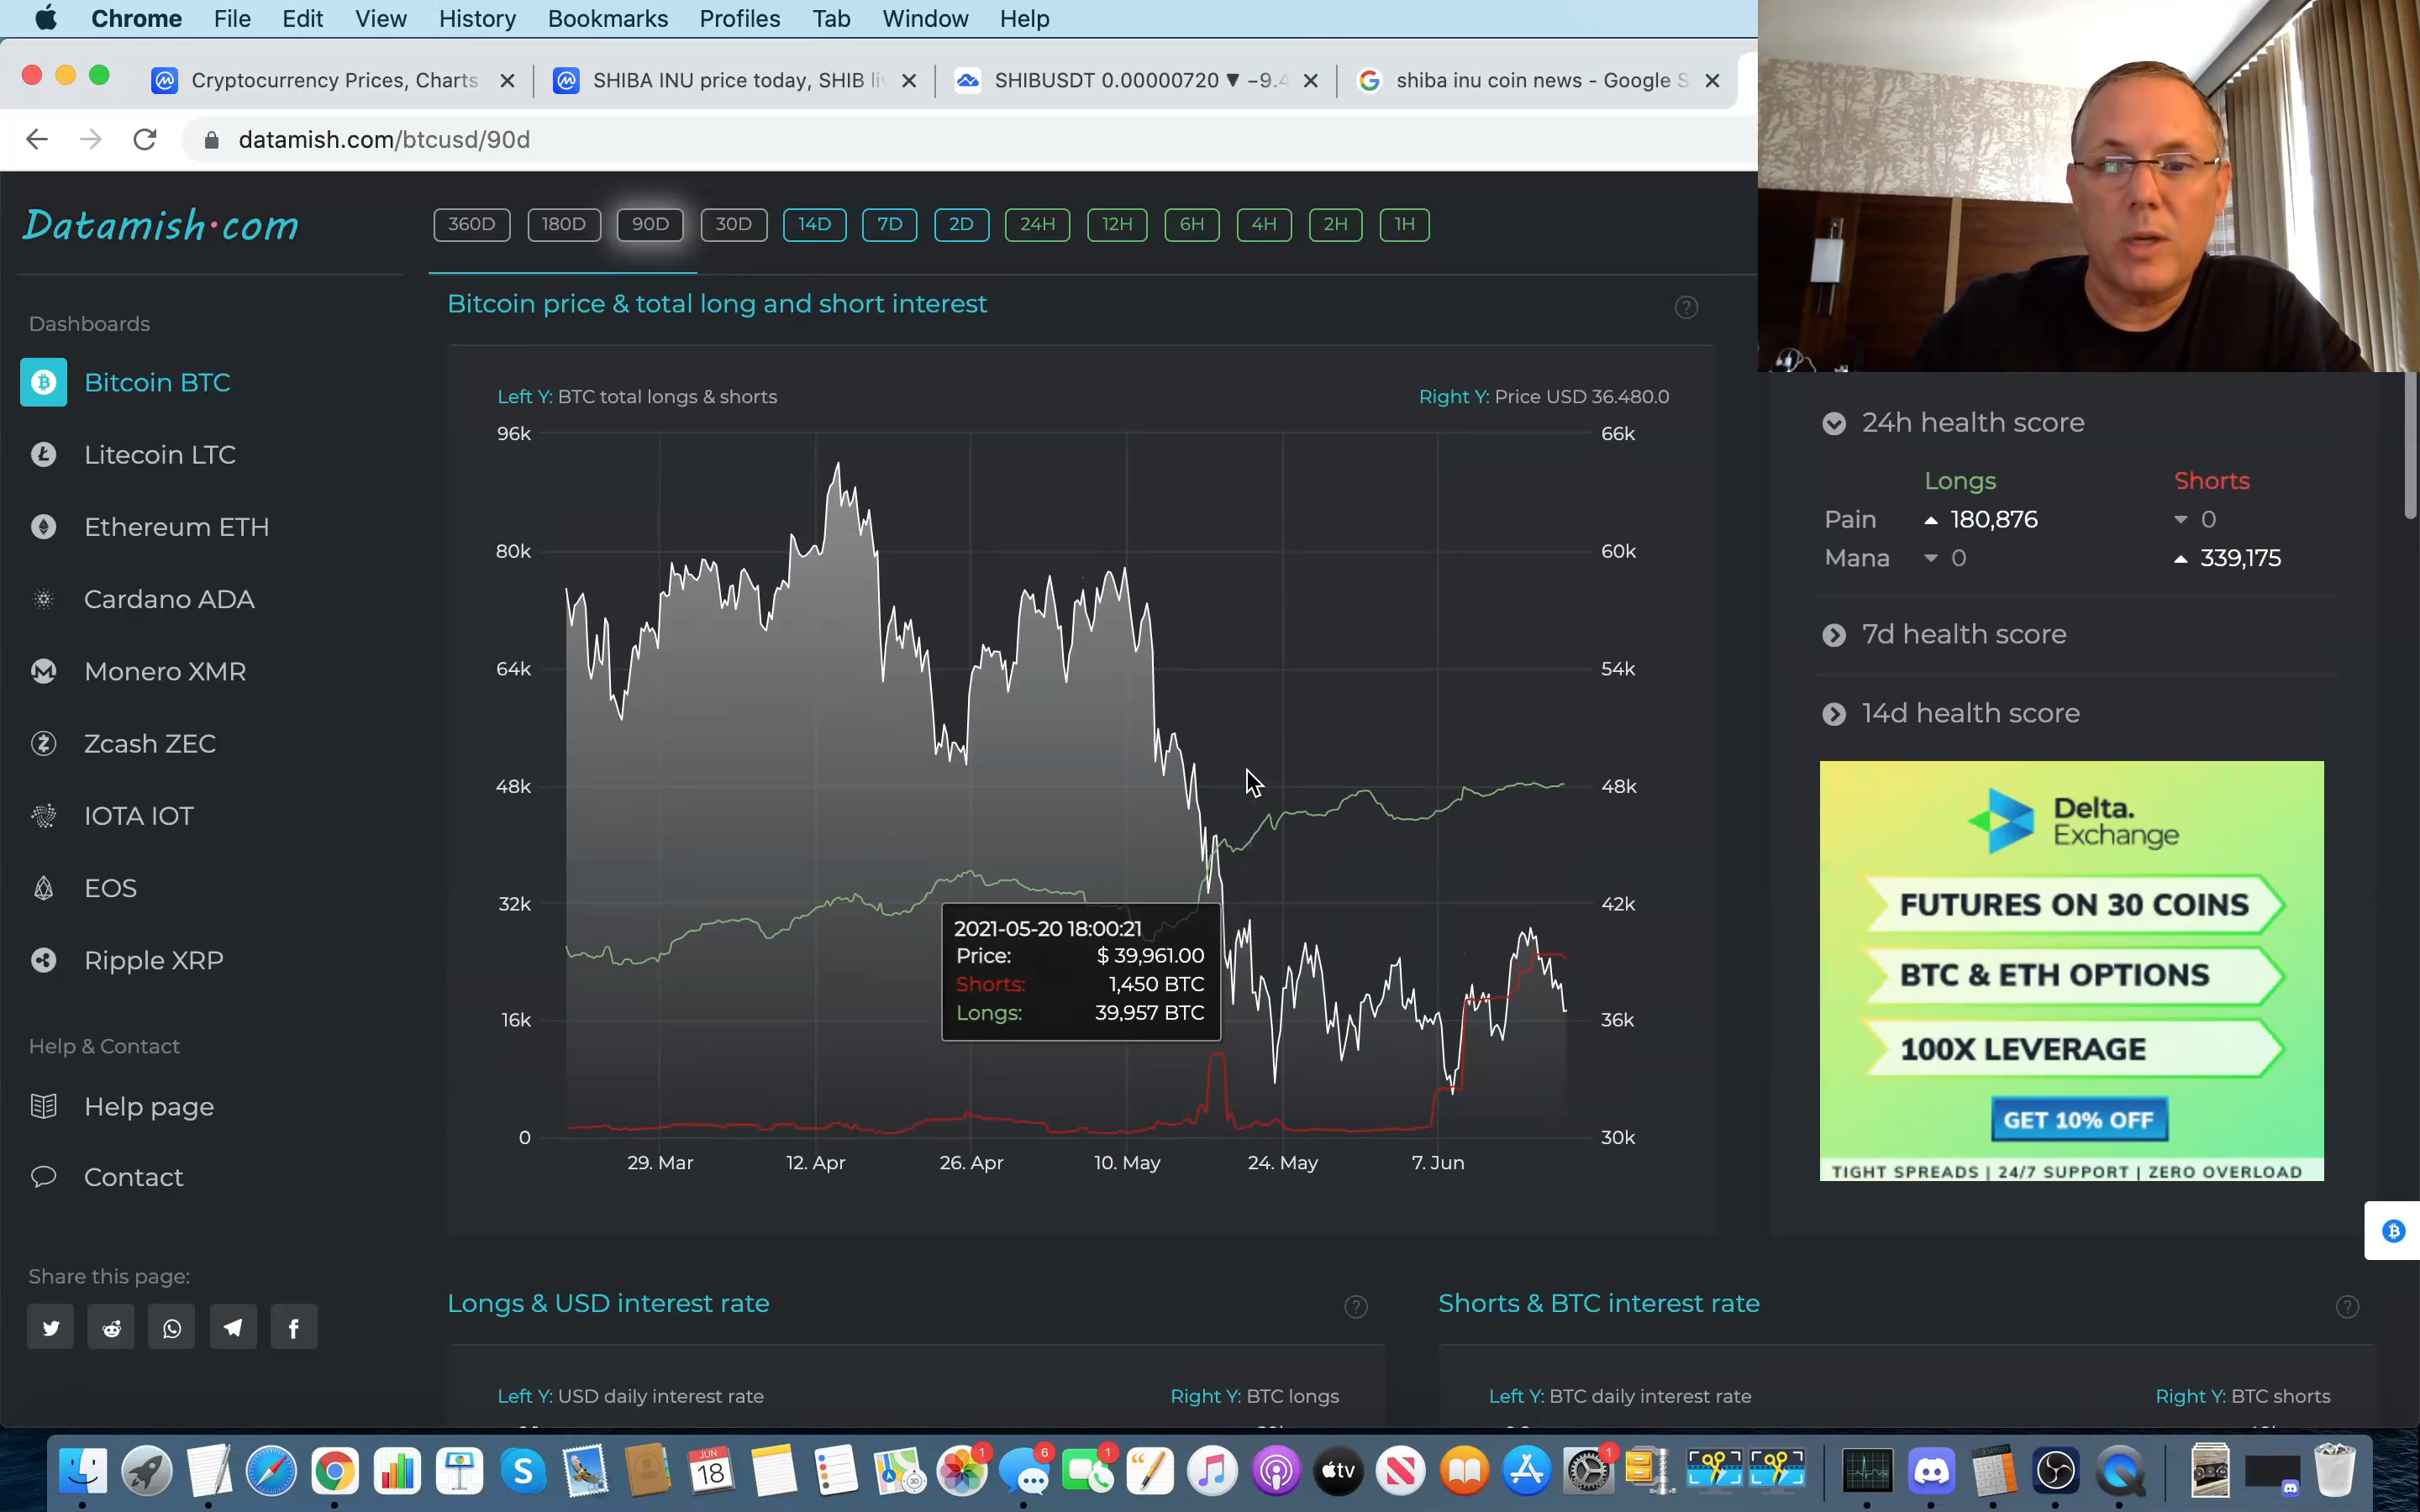 Chrome File Edit View History Bookmarks Profiles Tab Window Help
Cryptocurrency Prices, Charts
SHIBA INU price today, SHIB li
SHIBUSDT 0.00000720 ▼ −9.4
shiba inu coin news - Google S
datamish.com/btcusd/90d
Datamish·com
360D 180D 90D 30D 14D 7D 2D 24H 12H 6H 4H 2H 1H
Dashboards
Bitcoin BTC
Litecoin LTC
Ethereum ETH
Cardano ADA
Monero XMR
Zcash ZEC
IOTA IOT
EOS
Ripple XRP
Help & Contact
Help page
Contact
Share this page:
Bitcoin price & total long and short interest
?
Left Y: BTC total longs & shorts
Right Y: Price USD 36.480.0
96k 66k
80k 60k
64k 54k
48k 48k
32k 42k
16k 36k
0 30k
2021-05-20 18:00:21
Price: $ 39,961.00
Shorts: 1,450 BTC
Longs: 39,957 BTC
29. Mar 12. Apr 26. Apr 10. May 24. May 7. Jun
24h health score
Longs Shorts
Pain 180,876 0
Mana 0 339,175
7d health score
14d health score
Delta.
Exchange
FUTURES ON 30 COINS
BTC & ETH OPTIONS
100X LEVERAGE
GET 10% OFF
TIGHT SPREADS | 24/7 SUPPORT | ZERO OVERLOAD
Longs & USD interest rate
?
Left Y: USD daily interest rate
Right Y: BTC longs
Shorts & BTC interest rate
?
Left Y: BTC daily interest rate
Right Y: BTC shorts
JUN
18
1
6
1
tv
1